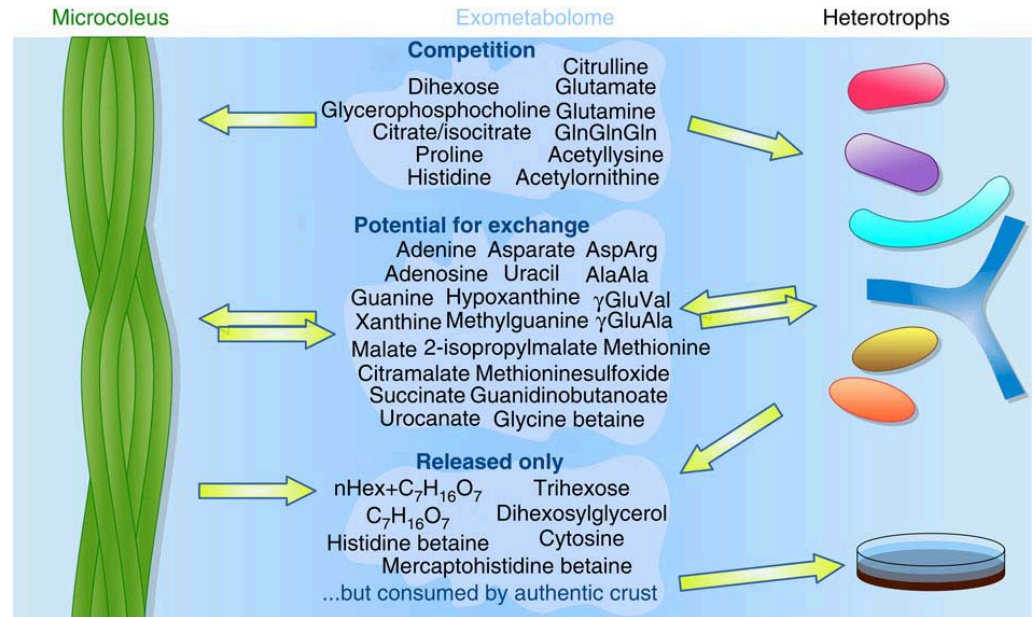 Microcoleus Exometabolome Heterotrophs
Competition
Citrulline
Dihexose Glutamate
Glycerophosphocholine Glutamine
Citrate/isocitrate GlnGlnGln
Proline Acetyllysine
Histidine Acetylornithine
Potential for exchange
Adenine Asparate AspArg
Adenosine Uracil AlaAla
Guanine Hypoxanthine γGluVal
Xanthine Methylguanine γGluAla
Malate 2-isopropylmalate Methionine
Citramalate Methioninesulfoxide
Succinate Guanidinobutanoate
Urocanate Glycine betaine
Released only
nHex+C₇H₁₆O₇ Trihexose
C₇H₁₆O₇ Dihexosylglycerol
Histidine betaine Cytosine
Mercaptohistidine betaine
...but consumed by authentic crust